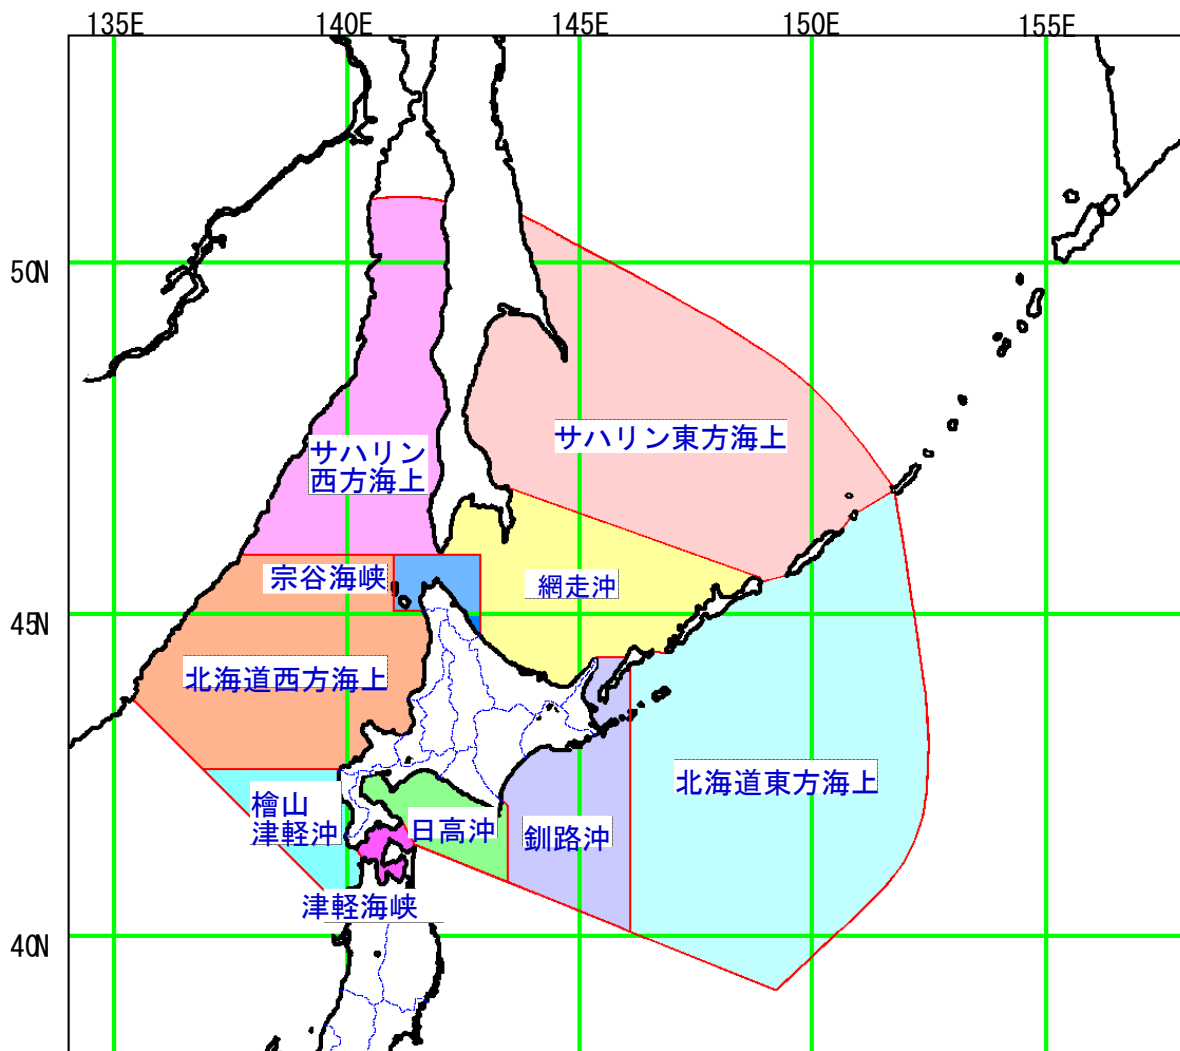 135E 140E 145E 150E 155E
50N
サハリン東方海上
サハリン
西方海上
宗谷海峡
網走沖
45N
北海道西方海上
北海道東方海上
檜山
津軽沖
日高沖
釧路沖
津軽海峡
40N